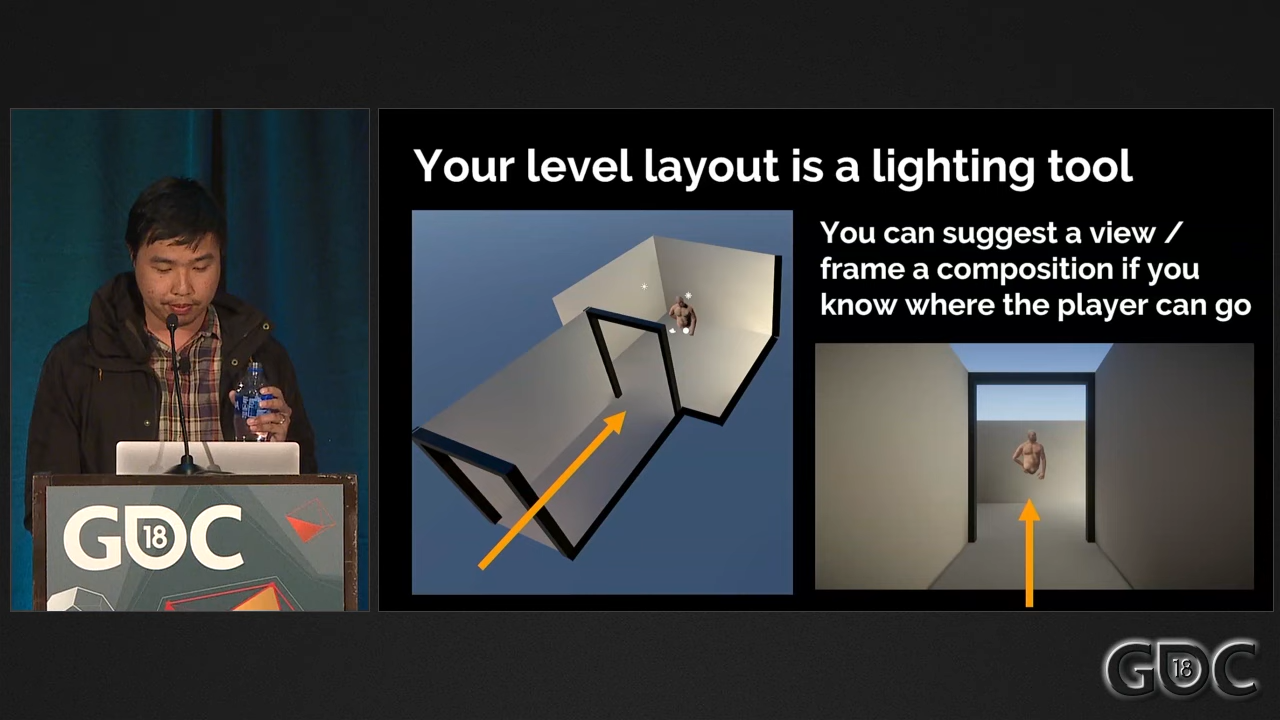 Your level layout is a lighting tool
You can suggest a view /
frame a composition if you
know where the player can go
GDC
18
GDC
18